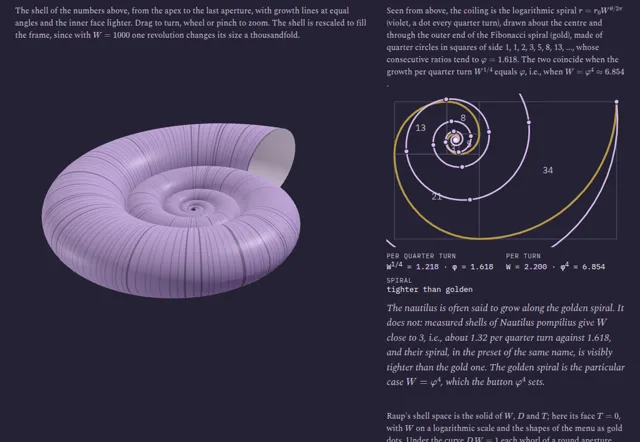 The shell of the numbers above, from the apex to the last aperture, with growth lines at equal
angles and the inner face lighter. Drag to turn, wheel or pinch to zoom. The shell is rescaled to fill
the frame, since with W = 1000 one revolution changes its size a thousandfold.
Seen from above, the coiling is the logarithmic spiral r = r₀W^θ/2π
(violet, a dot every quarter turn), drawn about the centre and
through the outer end of the Fibonacci spiral (gold), made of
quarter circles in squares of side 1, 1, 2, 3, 5, 8, 13, ..., whose
consecutive ratios tend to φ = 1.618. The two coincide when the
growth per quarter turn W^1/4 equals φ, i.e., when W = φ⁴ ≈ 6.854
.
8
13
34
21
PER QUARTER TURN
W^1/4 = 1.218 · φ = 1.618
PER TURN
W = 2.200 · φ⁴ = 6.854
SPIRAL
tighter than golden
The nautilus is often said to grow along the golden spiral. It
does not: measured shells of Nautilus pompilius give W
close to 3, i.e., about 1.32 per quarter turn against 1.618,
and their spiral, in the preset of the same name, is visibly
tighter than the gold one. The golden spiral is the particular
case W = φ⁴, which the button φ⁴ sets.
Raup's shell space is the solid of W, D and T; here its face T = 0,
with W on a logarithmic scale and the shapes of the menu as gold
dots. Under the curve D W = 1 each whorl of a round aperture